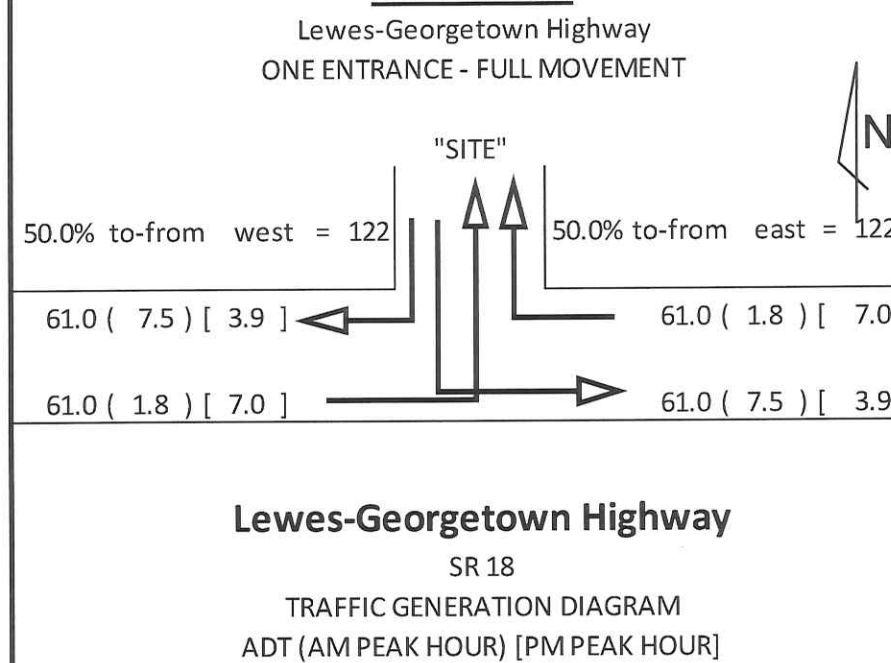 Lewes-Georgetown Highway
ONE ENTRANCE - FULL MOVEMENT
N
"SITE"
50.0% to-from west = 122 50.0% to-from east = 122
61.0 ( 7.5 ) [ 3.9 ] 61.0 ( 1.8 ) [ 7.0
61.0 ( 1.8 ) [ 7.0 ] 61.0 ( 7.5 ) [ 3.9
Lewes-Georgetown Highway
SR 18
TRAFFIC GENERATION DIAGRAM
ADT (AM PEAK HOUR) [PM PEAK HOUR]